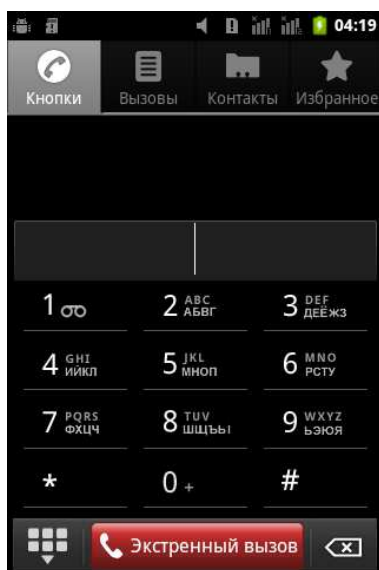 04:19
Кнопки Вызовы Контакты Избранное
1 2 ABC 3 DEF
АБВГ ДЕЁЖЗ
4 GHI 5 JKL 6 MNO
ИЙКЛ МНОП РСТУ
7 PQRS 8 TUV 9 WXYZ
ФХЦЧ ШЩЪЫ ЬЭЮЯ
* 0 + #
Экстренный вызов